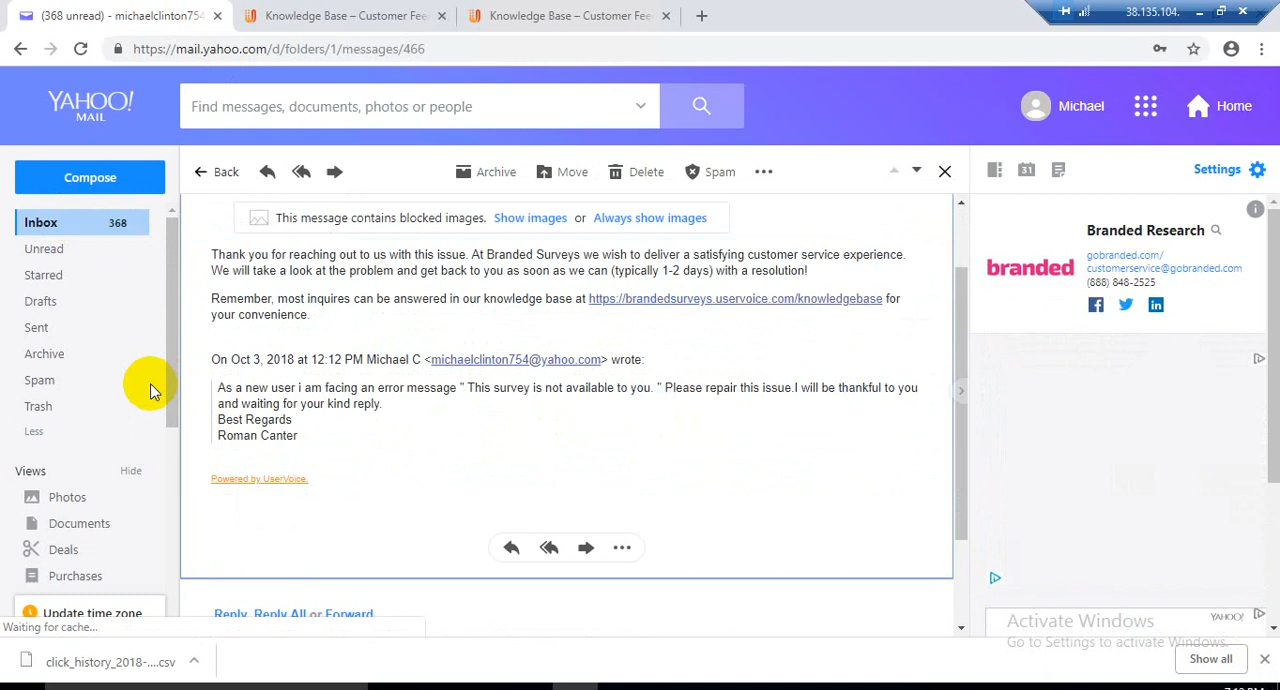 (368 unread) - michaelclinton754
Knowledge Base – Customer Fee
Knowledge Base – Customer Fee
38.135.104.
https://mail.yahoo.com/d/folders/1/messages/466
YAHOO!
MAIL
Find messages, documents, photos or people
Michael
Home
Compose
Back
Archive
Move
Delete
Spam
31
Settings
Inbox 368
Unread
Starred
Drafts
Sent
Archive
Spam
Trash
Less
Views Hide
Photos
Documents
Deals
Purchases
Update time zone
This message contains blocked images. Show images or Always show images
Thank you for reaching out to us with this issue. At Branded Surveys we wish to deliver a satisfying customer service experience.
We will take a look at the problem and get back to you as soon as we can (typically 1-2 days) with a resolution!
Remember, most inquires can be answered in our knowledge base at https://brandedsurveys.uservoice.com/knowledgebase for
your convenience.
On Oct 3, 2018 at 12:12 PM Michael C <michaelclinton754@yahoo.com> wrote:
As a new user i am facing an error message " This survey is not available to you. " Please repair this issue.I will be thankful to you
and waiting for your kind reply.
Best Regards
Roman Canter
Powered by UserVoice.
Reply, Reply All or Forward
branded
Branded Research
gobranded.com/
customerservice@gobranded.com
(888) 848-2525
YAHOO!
Activate Windows
Go to Settings to activate Windows.
Waiting for cache...
click_history_2018-....csv
Show all